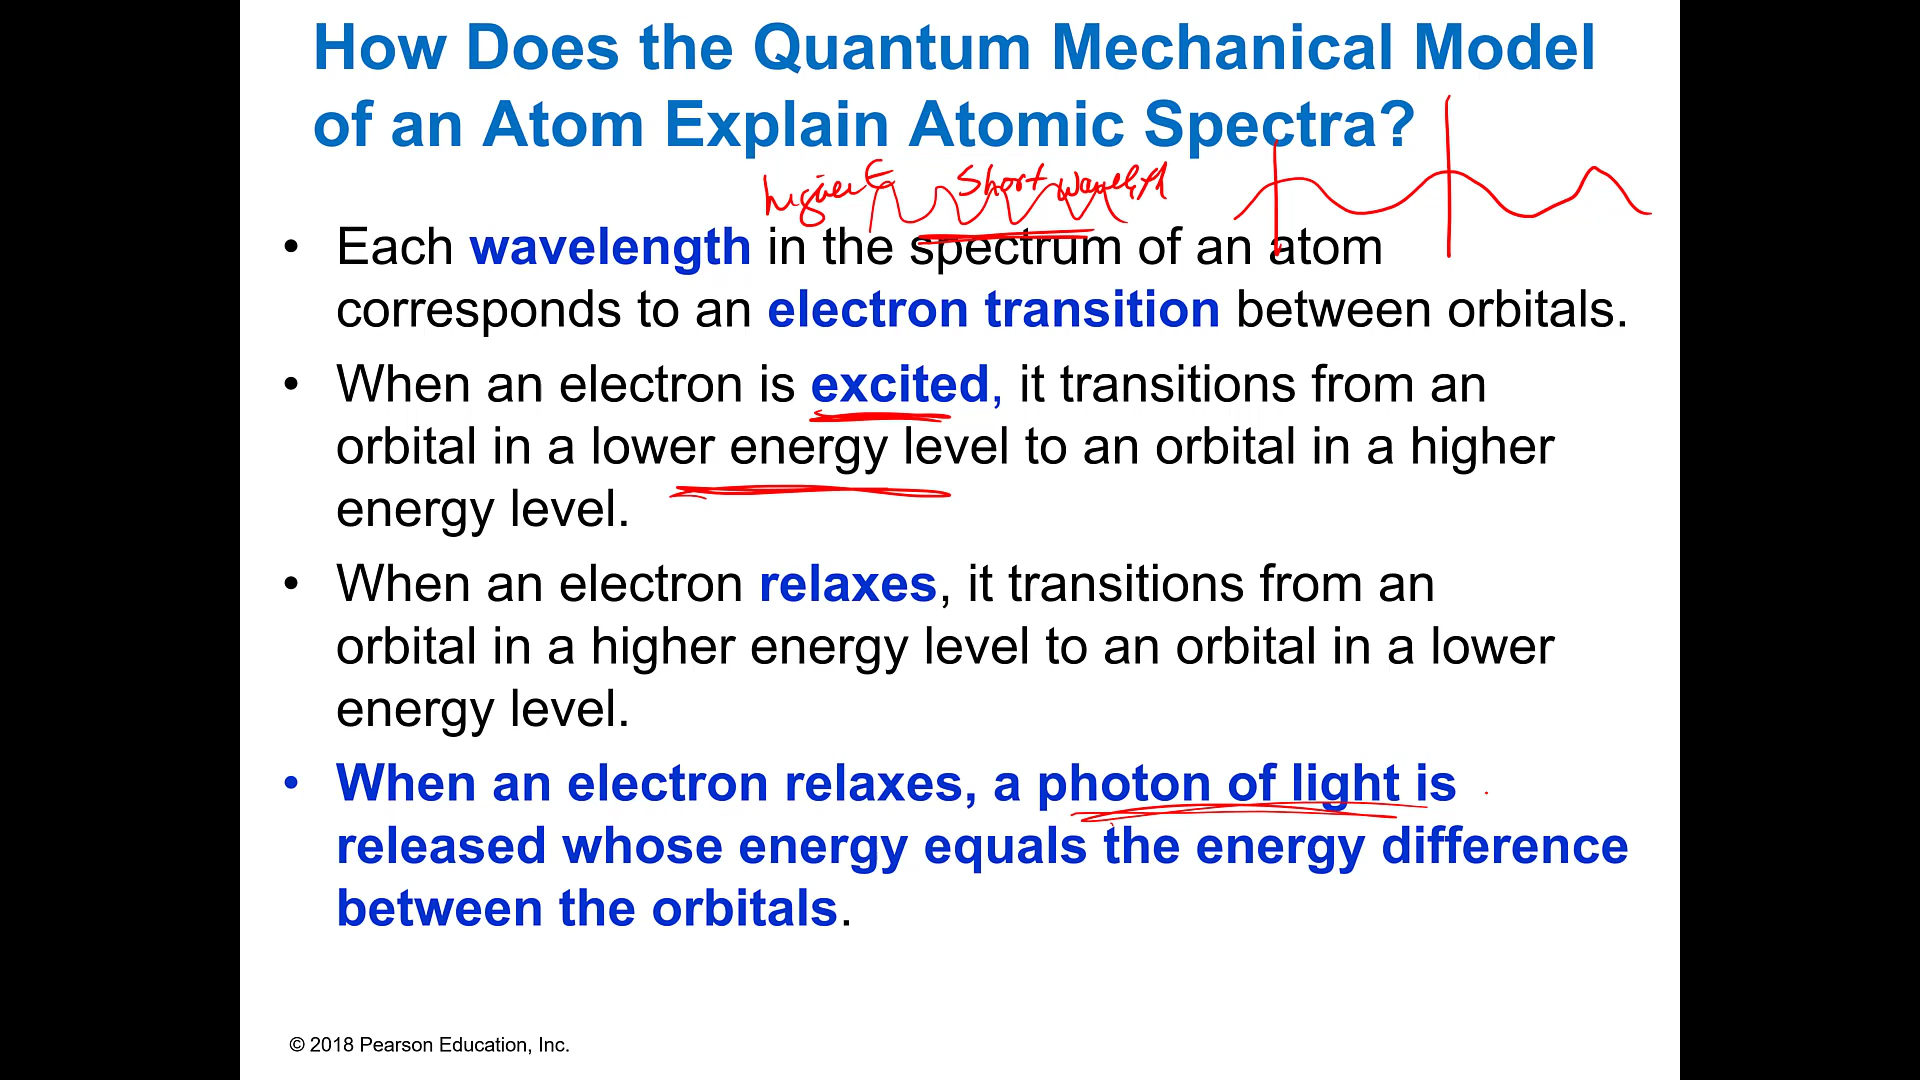 How Does the Quantum Mechanical Model
of an Atom Explain Atomic Spectra?
higher E short wavelength
• Each wavelength in the spectrum of an atom
corresponds to an electron transition between orbitals.
• When an electron is excited, it transitions from an
orbital in a lower energy level to an orbital in a higher
energy level.
• When an electron relaxes, it transitions from an
orbital in a higher energy level to an orbital in a lower
energy level.
• When an electron relaxes, a photon of light is
released whose energy equals the energy difference
between the orbitals.
© 2018 Pearson Education, Inc.